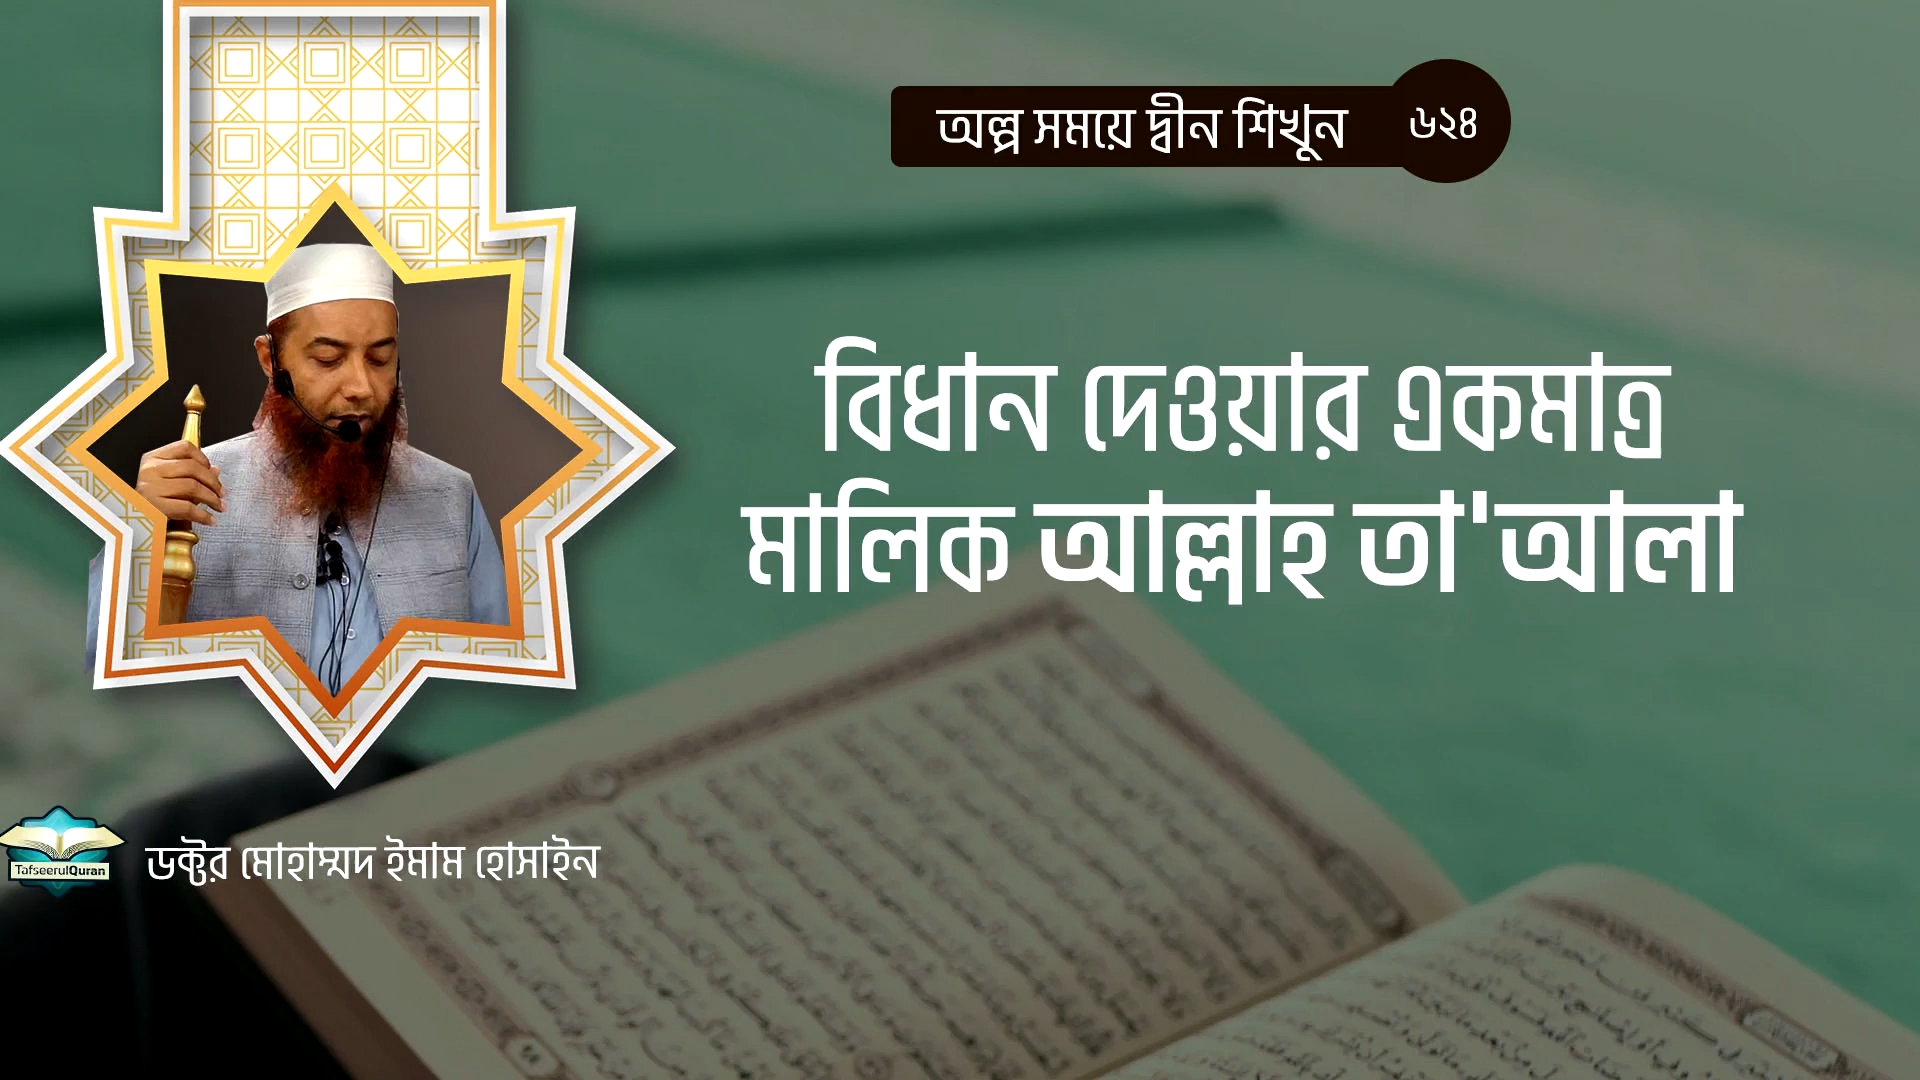 অল্প সময়ে দ্বীন শিখুন ৬২৪
বিধান দেওয়ার একমাত্র
মালিক আল্লাহ তা'আলা
TafseerulQuran
ডক্টর মোহাম্মদ ইমাম হোসাইন